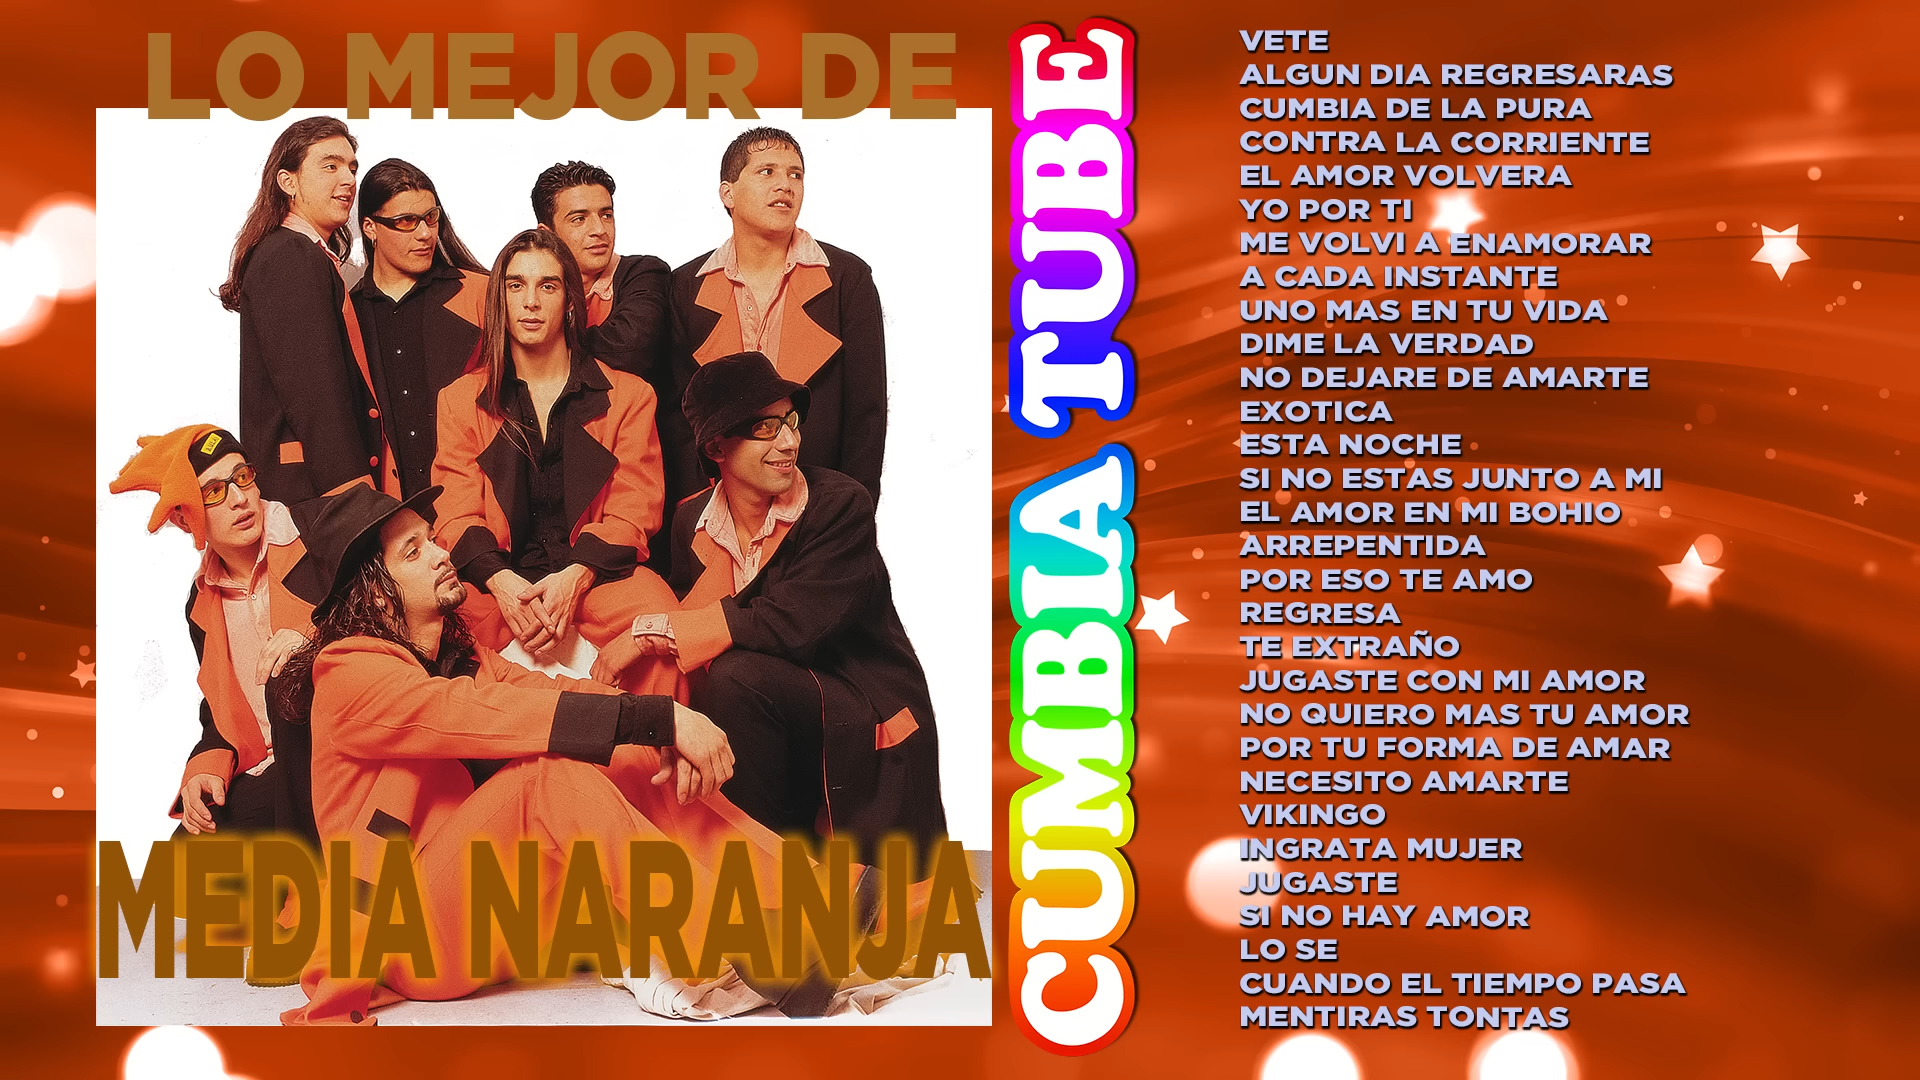 LO MEJOR DE
MEDIA NARANJA
CUMBIA TUBE
VETE
ALGUN DIA REGRESARAS
CUMBIA DE LA PURA
CONTRA LA CORRIENTE
EL AMOR VOLVERA
YO POR TI
ME VOLVI A ENAMORAR
A CADA INSTANTE
UNO MAS EN TU VIDA
DIME LA VERDAD
NO DEJARE DE AMARTE
EXOTICA
ESTA NOCHE
SI NO ESTAS JUNTO A MI
EL AMOR EN MI BOHIO
ARREPENTIDA
POR ESO TE AMO
REGRESA
TE EXTRAÑO
JUGASTE CON MI AMOR
NO QUIERO MAS TU AMOR
POR TU FORMA DE AMAR
NECESITO AMARTE
VIKINGO
INGRATA MUJER
JUGASTE
SI NO HAY AMOR
LO SE
CUANDO EL TIEMPO PASA
MENTIRAS TONTAS